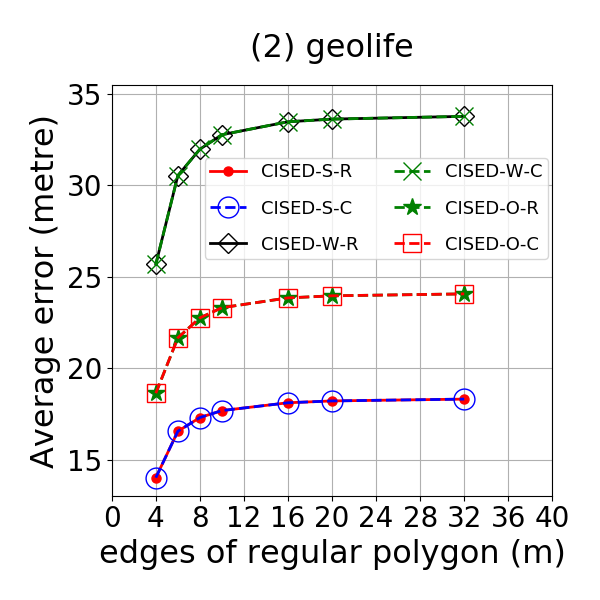 (2) geolife
35
30
25
20
15
Average error (metre)
CISED-S-R
CISED-S-C
CISED-W-R
CISED-W-C
CISED-O-R
CISED-O-C
0 4 8 12 16 20 24 28 32 36 40
edges of regular polygon (m)